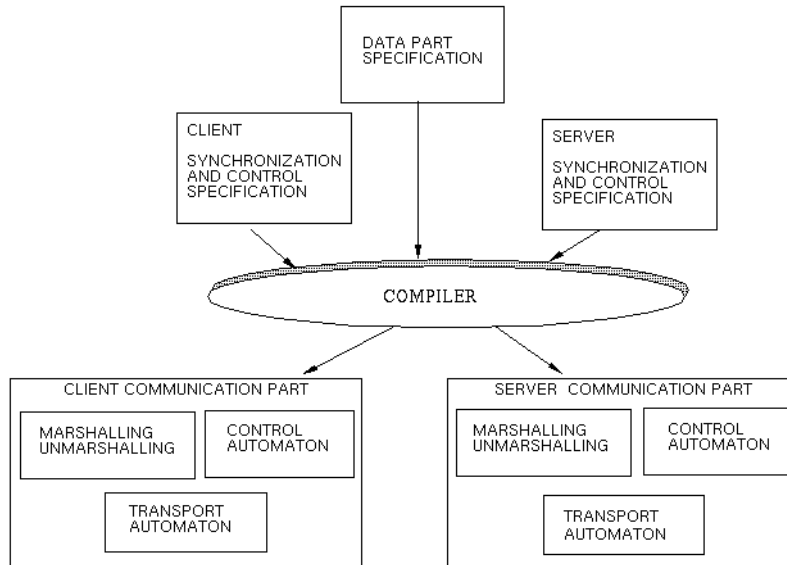 DATA PART
SPECIFICATION
CLIENT
SYNCHRONIZATION
AND CONTROL
SPECIFICATION
SERVER
SYNCHRONIZATION
AND CONTROL
SPECIFICATION
COMPILER
CLIENT COMMUNICATION PART
MARSHALLING
UNMARSHALLING
CONTROL
AUTOMATON
TRANSPORT
AUTOMATON
SERVER COMMUNICATION PART
MARSHALLING
UNMARSHALLING
CONTROL
AUTOMATON
TRANSPORT
AUTOMATON